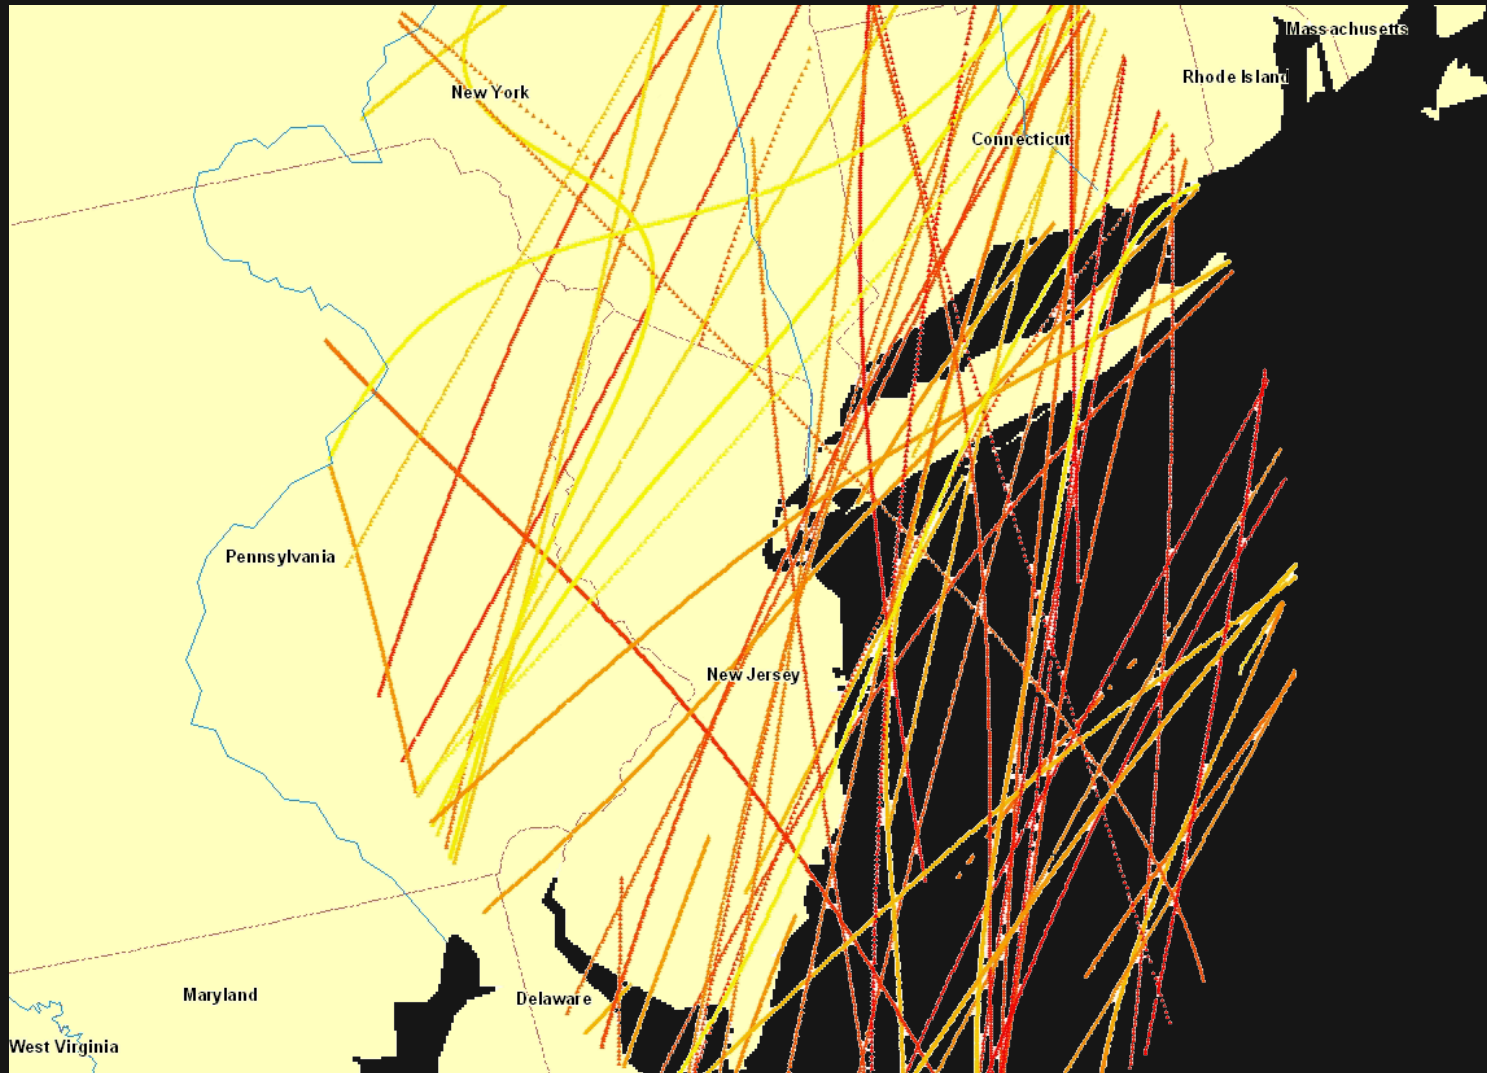 Massachusetts
Rhode Island
New York
Connecticut
Pennsylvania
New Jersey
Maryland
Delaware
West Virginia